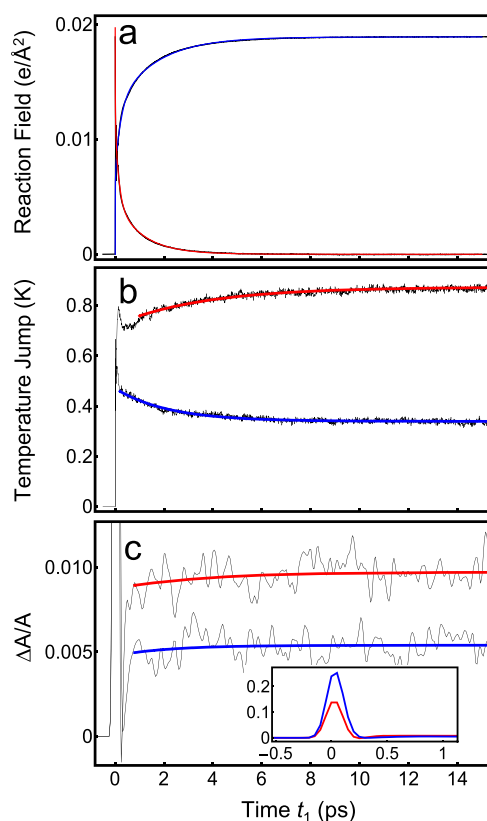 a
Reaction Field (e/Å²)
0.02
0.01
0
b
Temperature Jump (K)
0.8
0.6
0.4
0.2
0
c
ΔA/A
0.010
0.005
0
0.2
0.1
0
−0.5 0 0.5 1
0 2 4 6 8 10 12 14
Time t₁ (ps)